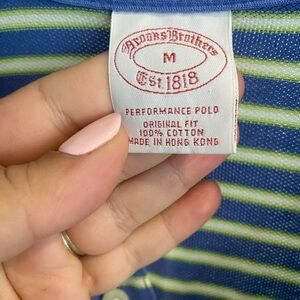 Brooks Brothers
M
Est 1818
PERFORMANCE POLO
ORIGINAL FIT
100% COTTON
MADE IN HONG KONG